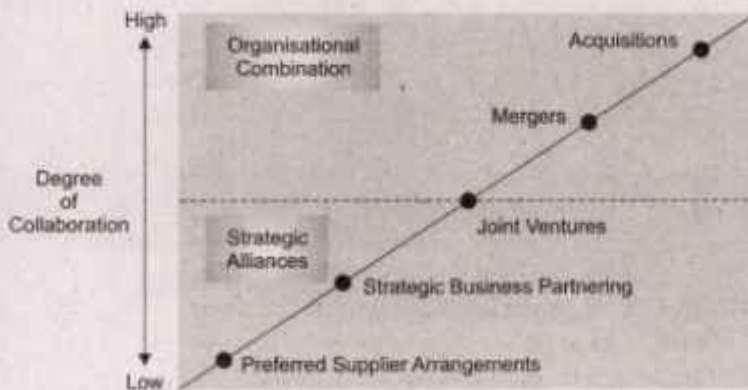 High
Organisational
Combination
Acquisitions
Mergers
Degree
of
Collaboration
Joint Ventures
Strategic
Alliances
Strategic Business Partnering
Preferred Supplier Arrangements
Low